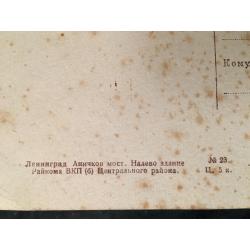 Кому
Ленинград Аничков мост. Налево здание
Райкома ВКП (б) Центрального района.
№ 23
Ц. 5 к.